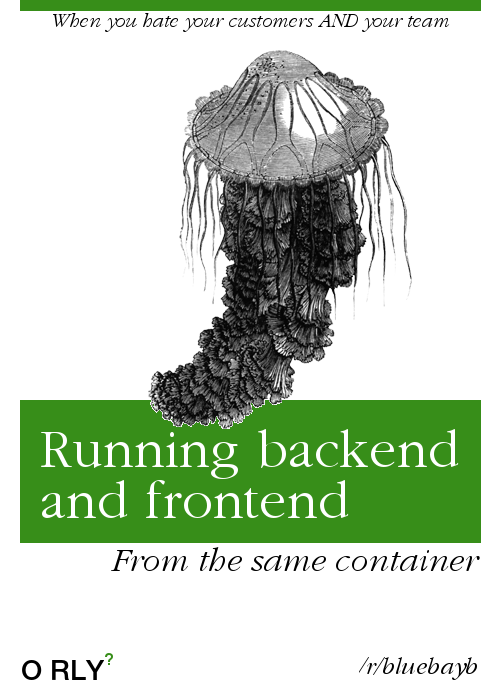 When you hate your customers AND your team
Running backend
and frontend
From the same container
O RLY?
/r/bluebayb